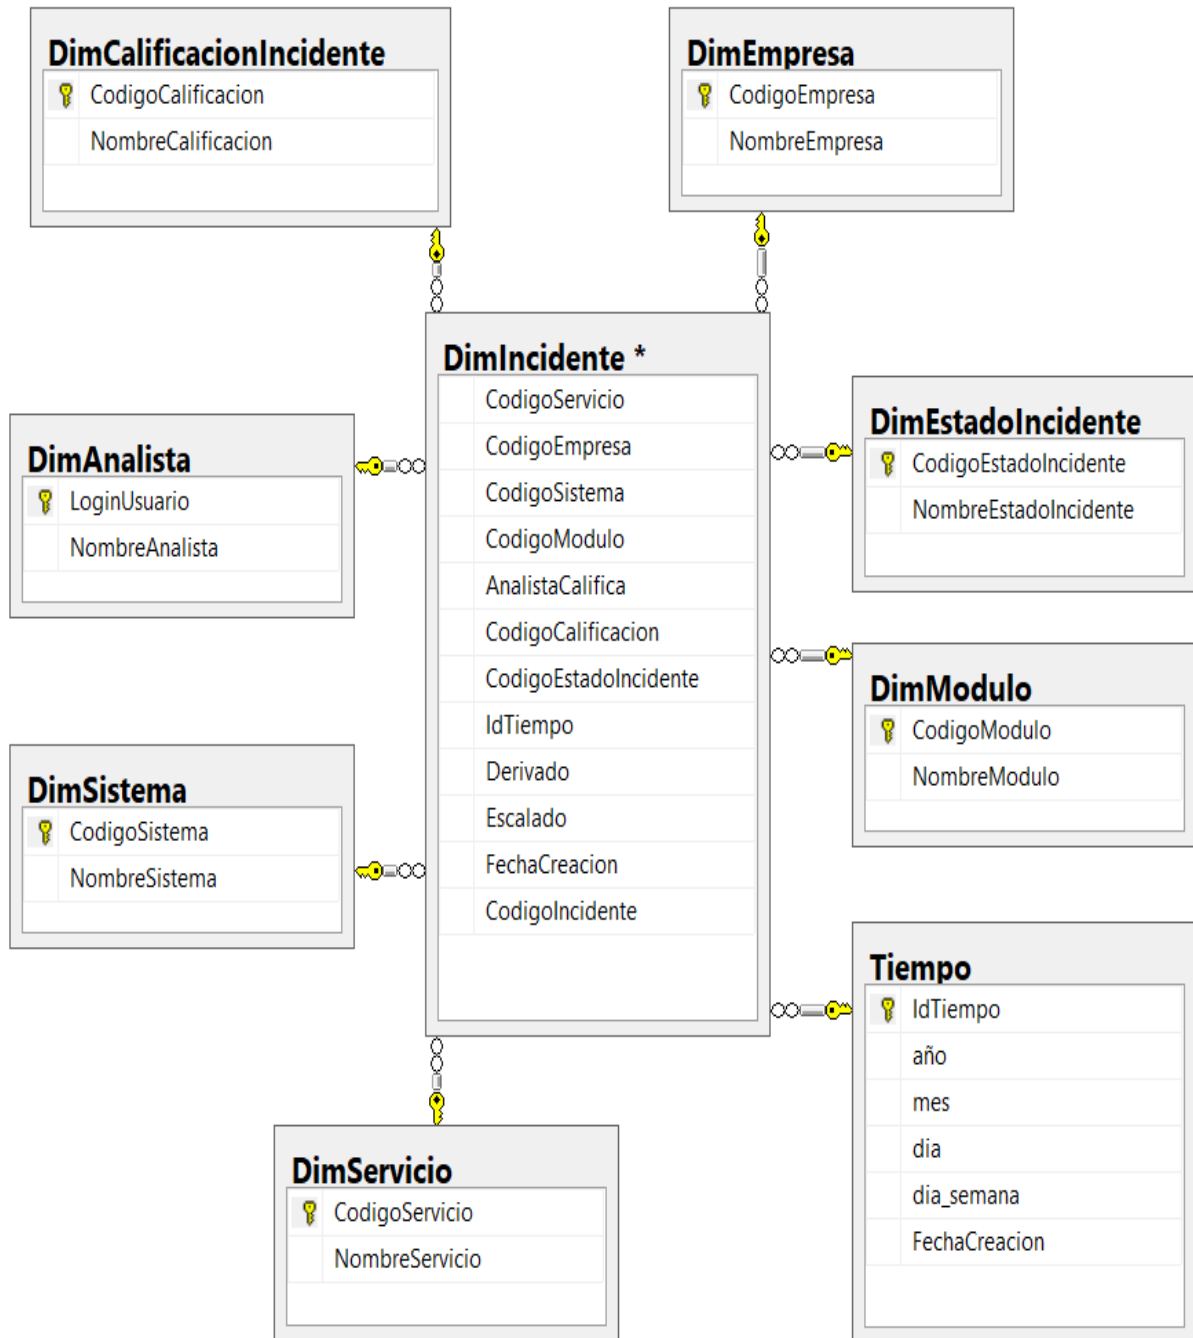 DimCalificacionIncidente
CodigoCalificacion
NombreCalificacion
DimEmpresa
CodigoEmpresa
NombreEmpresa
DimIncidente *
CodigoServicio
CodigoEmpresa
CodigoSistema
CodigoModulo
AnalistaCalifica
CodigoCalificacion
CodigoEstadoIncidente
IdTiempo
Derivado
Escalado
FechaCreacion
CodigoIncidente
DimAnalista
LoginUsuario
NombreAnalista
DimEstadoIncidente
CodigoEstadoIncidente
NombreEstadoIncidente
DimModulo
CodigoModulo
NombreModulo
DimSistema
CodigoSistema
NombreSistema
Tiempo
IdTiempo
año
mes
dia
dia_semana
FechaCreacion
DimServicio
CodigoServicio
NombreServicio